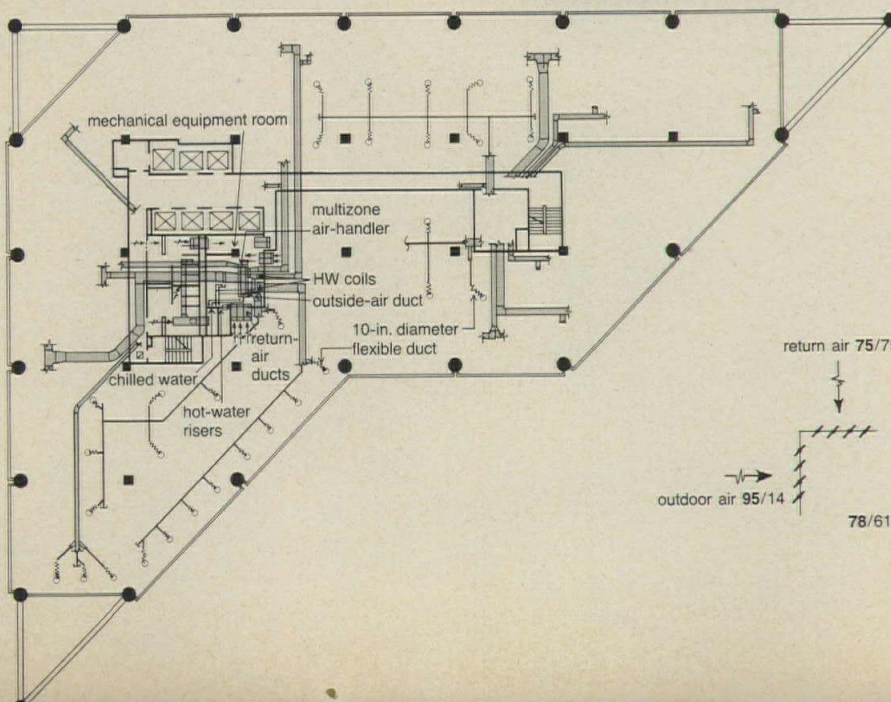 mechanical equipment room
multizone
air-handler
HW coils
outside-air duct
10-in. diameter
flexible duct
return-
air
ducts
chilled water
hot-water
risers
return air 75/7
outdoor air 95/14
78/61